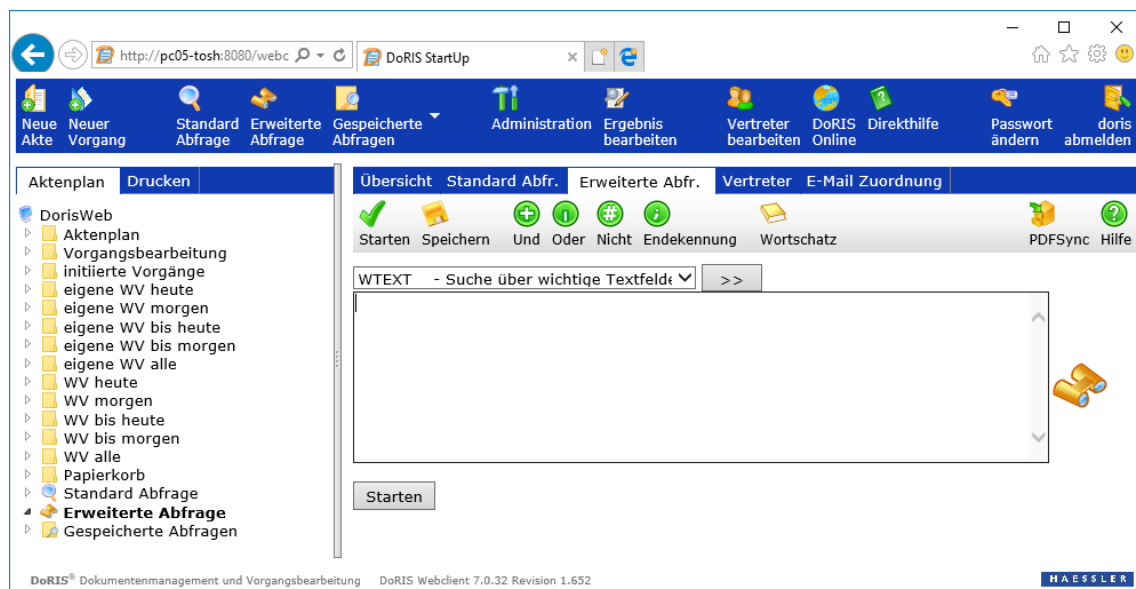 http://pc05-tosh:8080/webc DoRIS StartUp
Neue Akte Neuer Vorgang Standard Abfrage Erweiterte Abfrage Gespeicherte Abfragen Administration Ergebnis bearbeiten Vertreter bearbeiten DoRIS Online Direkthilfe Passwort ändern doris abmelden
Aktenplan Drucken
DorisWeb
Aktenplan
Vorgangsbearbeitung
initiierte Vorgänge
eigene WV heute
eigene WV morgen
eigene WV bis heute
eigene WV bis morgen
eigene WV alle
WV heute
WV morgen
WV bis heute
WV bis morgen
WV alle
Papierkorb
Standard Abfrage
Erweiterte Abfrage
Gespeicherte Abfragen
Übersicht Standard Abfr. Erweiterte Abfr. Vertreter E-Mail Zuordnung
Starten Speichern Und Oder Nicht Endekennung Wortschatz PDFSync Hilfe
WTEXT - Suche über wichtige Textfelde >>
Starten
DoRIS® Dokumentenmanagement und Vorgangsbearbeitung DoRIS Webclient 7.0.32 Revision 1.652 HAESSLER